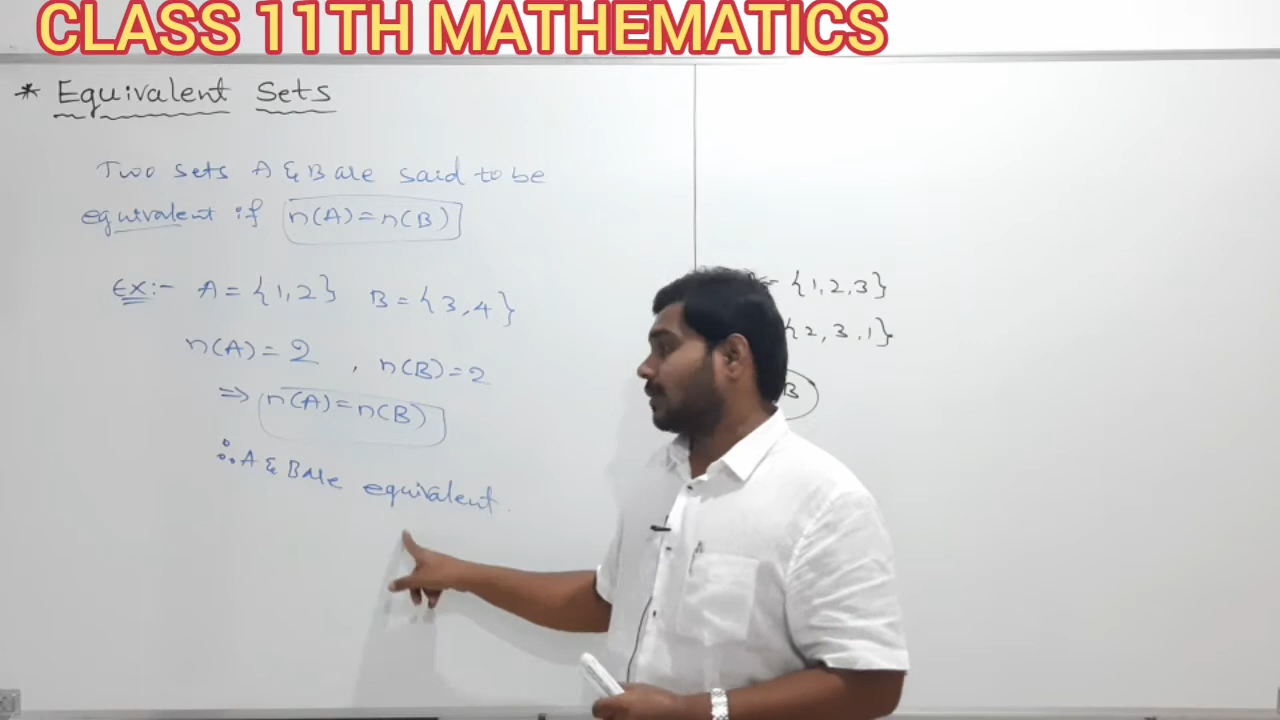 CLASS 11TH MATHEMATICS
* Equivalent Sets
Two sets A & B are said to be
equivalent if n(A)=n(B)
Ex:- A = {1,2} B = {3,4}
n(A)=2 , n(B)=2
⇒ n(A)=n(B)
∴ A & B are equivalent.
= {1,2,3}
{2,3,1}
B